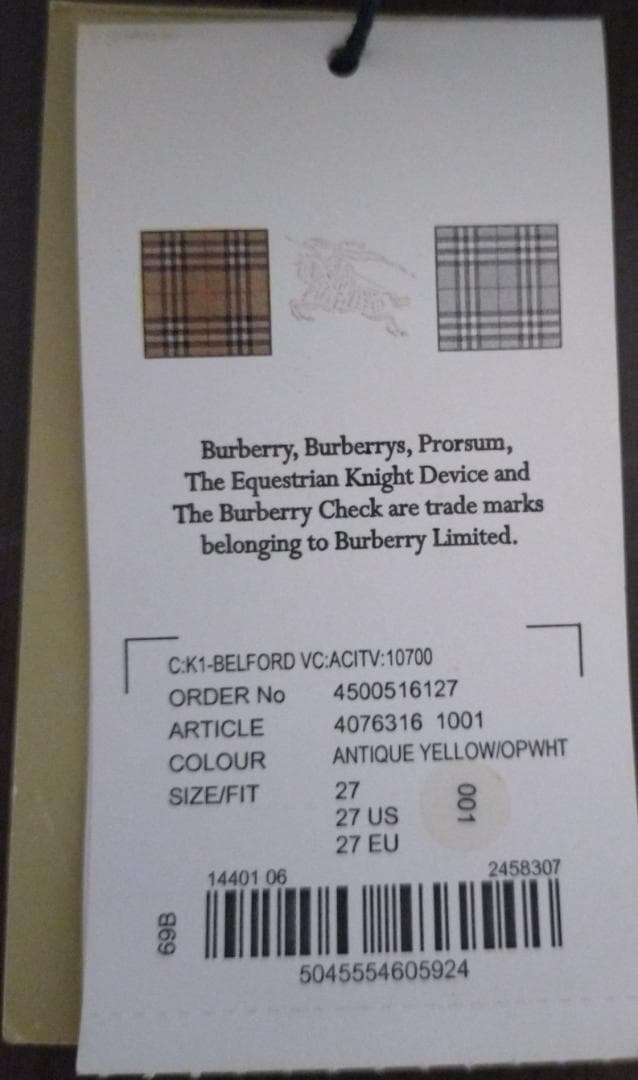 Burberry, Burberrys, Prorsum,
The Equestrian Knight Device and
The Burberry Check are trade marks
belonging to Burberry Limited.
C:K1-BELFORD VC:ACITV:10700
ORDER No 4500516127
ARTICLE 4076316 1001
COLOUR ANTIQUE YELLOW/OPWHT
SIZE/FIT 27
27 US
27 EU
001
14401 06 2458307
69B
5045554605924